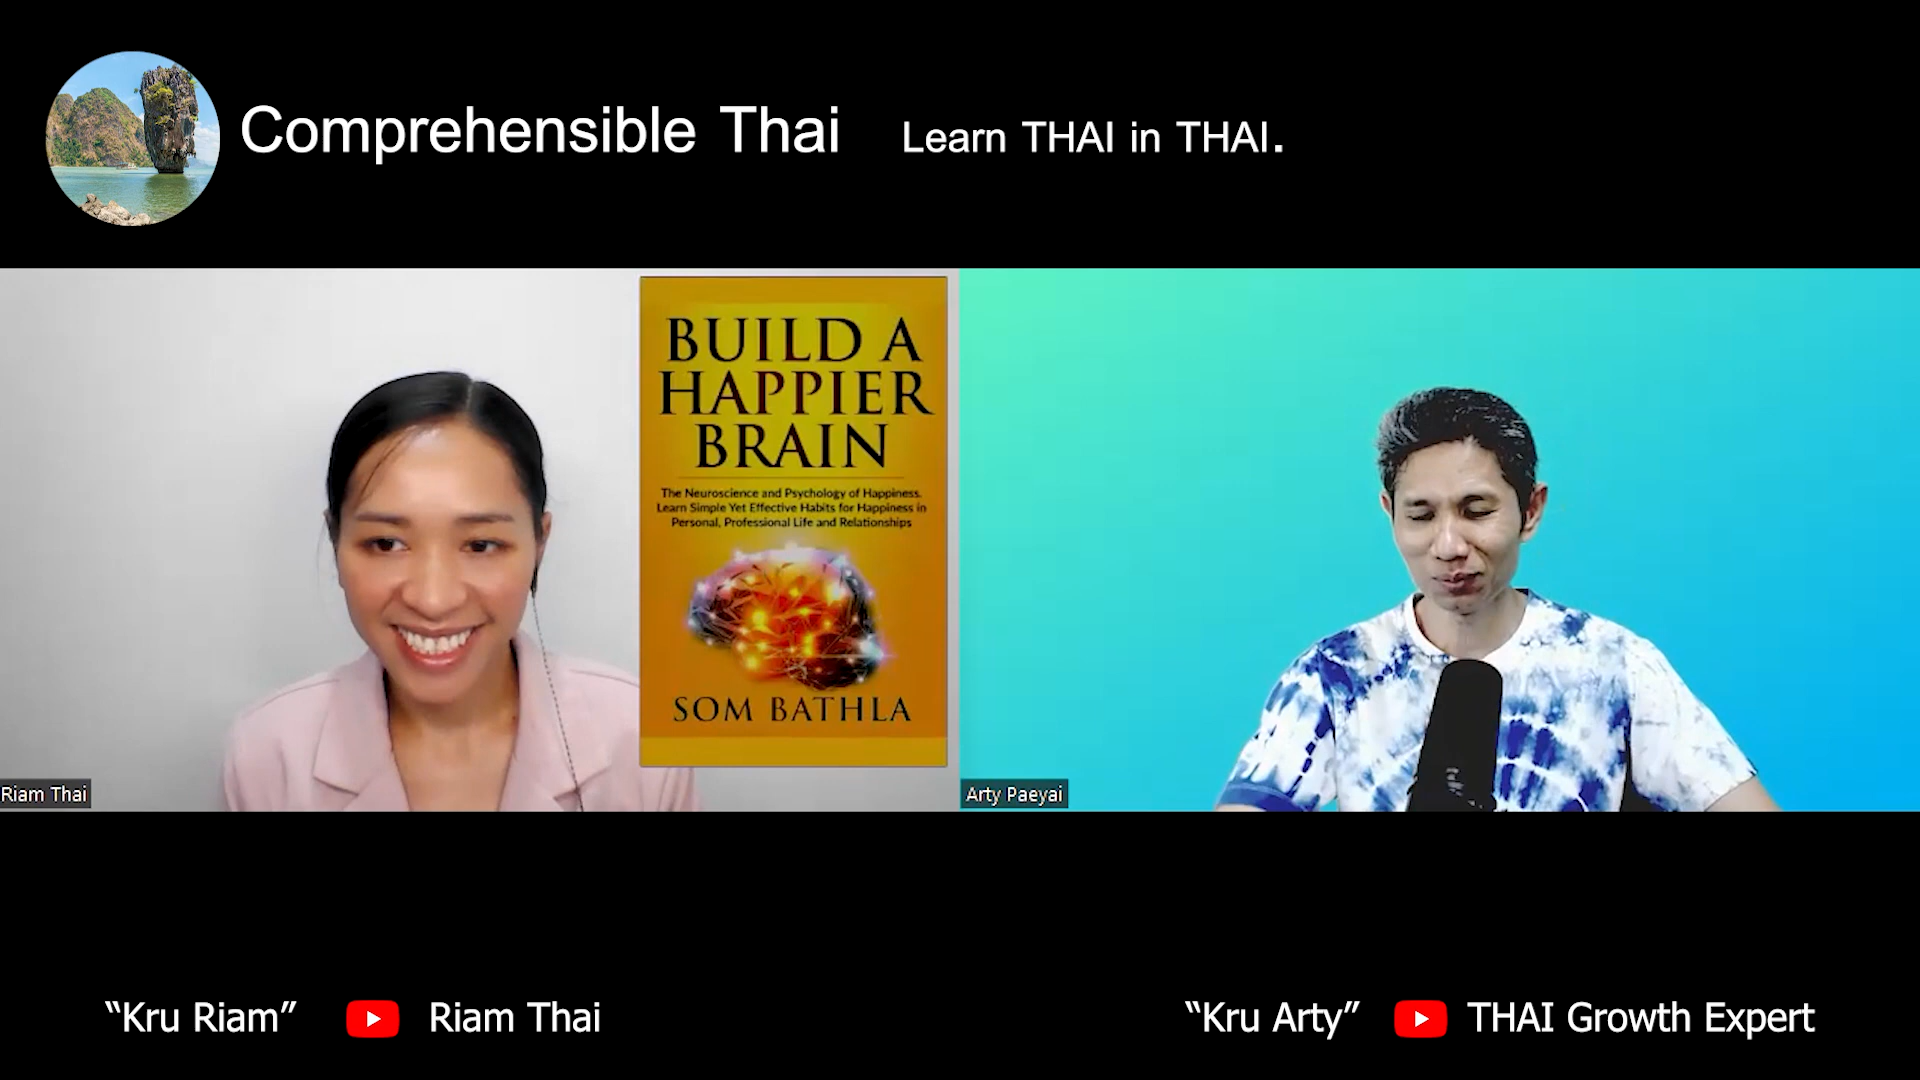 Comprehensible Thai
Learn THAI in THAI.
BUILD A
HAPPIER
BRAIN
The Neuroscience and Psychology of Happiness.
Learn Simple Yet Effective Habits for Happiness in
Personal, Professional Life and Relationships
SOM BATHLA
Riam Thai
Arty Paeyai
“Kru Riam”
Riam Thai
“Kru Arty”
THAI Growth Expert